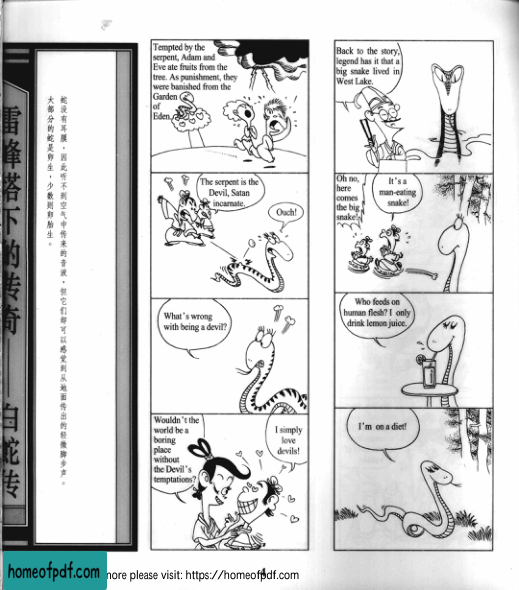 雷峰塔下的传奇 白蛇传
蛇没有耳膜，因此听不到空气中传来的音波，但它们却可以感觉到从地面传出的轻微脚步声。
大部分的蛇是卵生，少数则卵胎生。
Tempted by the
serpent, Adam and
Eve ate fruits from the
tree. As punishment, they
were banished from the
Garden
of
Eden.
The serpent is the
Devil, Satan
incarnate.
Ouch!
What's wrong
with being a devil?
Wouldn't the
world be a
boring
place
without
the Devil's
temptations?
I simply
love
devils!
Back to the story,
legend has it that a
big snake lived in
West Lake.
Oh no,
here
comes
the big
snake!
It's a
man-eating
snake!
Who feeds on
human flesh? I only
drink lemon juice.
I'm on a diet!
homeofpdf.com
more please visit: https://homeofpdf.com
4